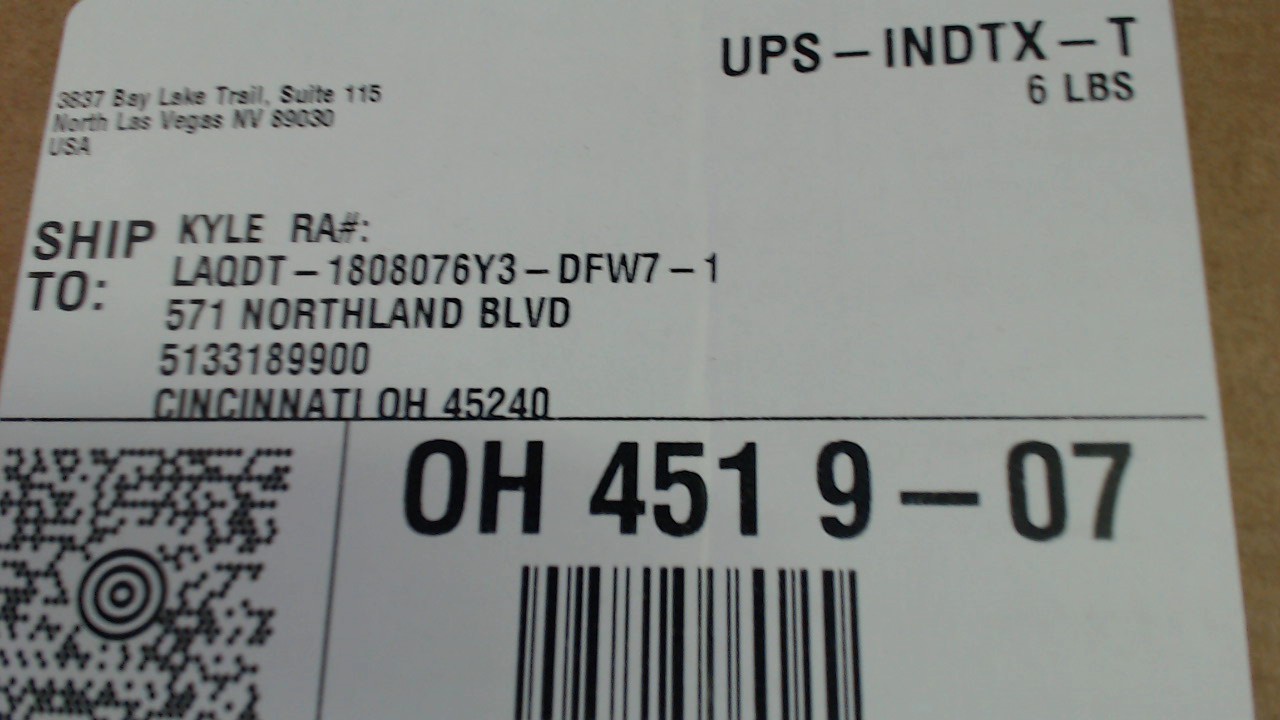 UPS-INDTX-T
6 LBS
3837 Bay Lake Trail, Suite 115
North Las Vegas NV 89030
USA
SHIP TO:
KYLE RA#:
LAQDT-1808076Y3-DFW7-1
571 NORTHLAND BLVD
5133189900
CINCINNATI OH 45240
OH 451 9-07